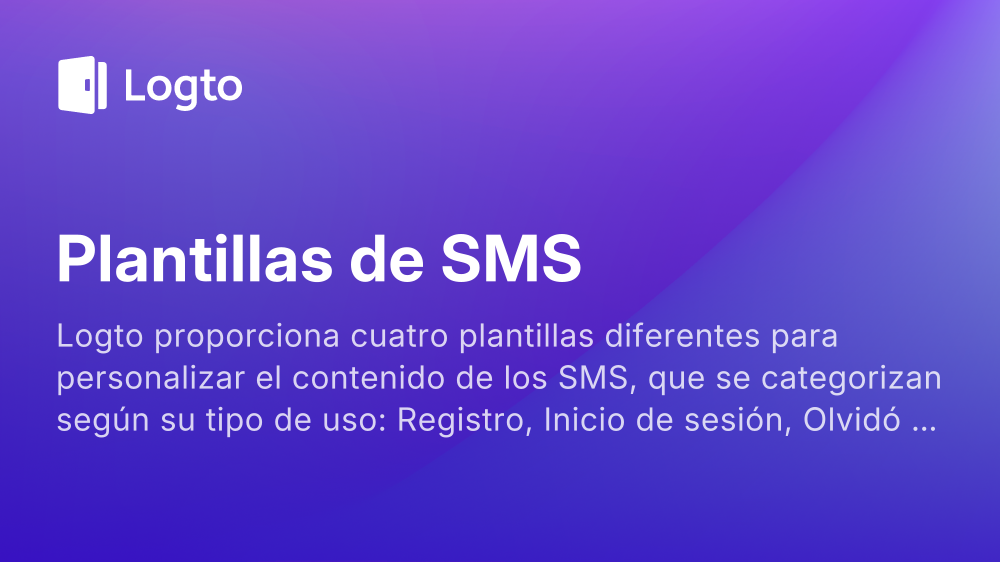 Logto
Plantillas de SMS
Logto proporciona cuatro plantillas diferentes para
personalizar el contenido de los SMS, que se categorizan
según su tipo de uso: Registro, Inicio de sesión, Olvidó ...